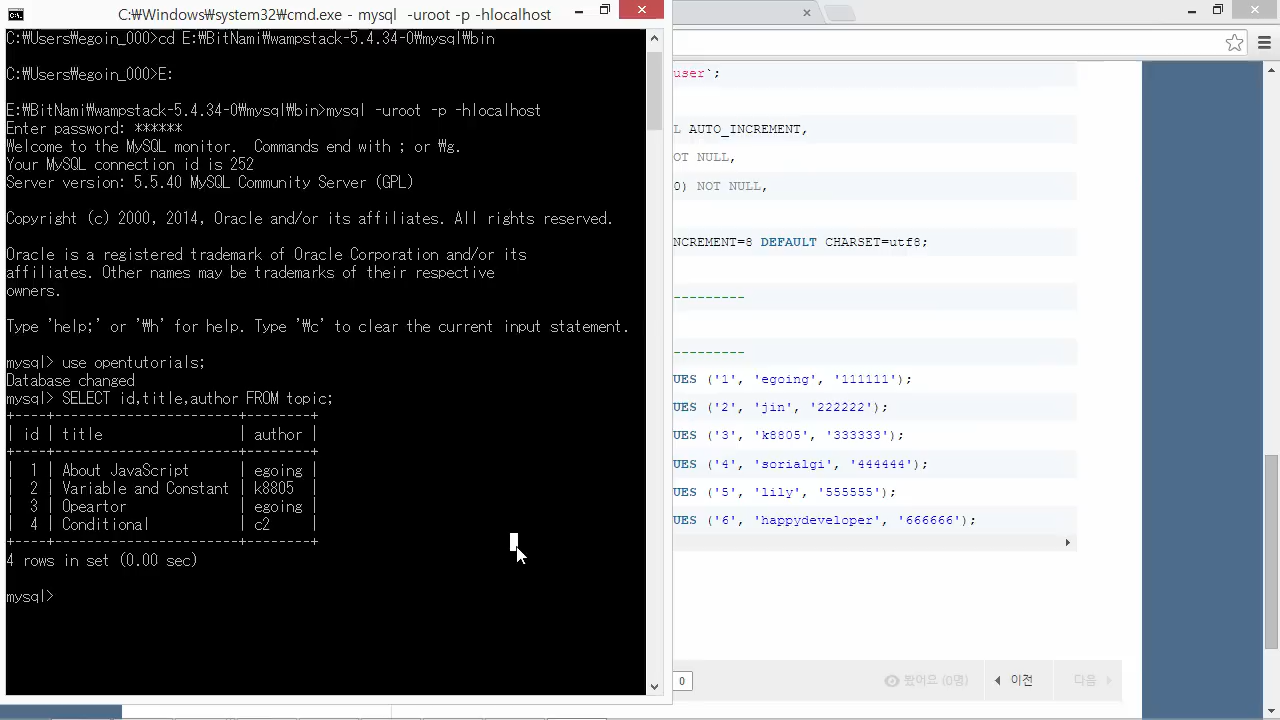 C:\Windows\system32\cmd.exe - mysql  -uroot -p -hlocalhost
C:₩Users₩egoin_000>cd E:₩BitNami₩wampstack-5.4.34-0₩mysql₩bin
C:₩Users₩egoin_000>E:
E:₩BitNami₩wampstack-5.4.34-0₩mysql₩bin>mysql -uroot -p -hlocalhost
Enter password: ******
Welcome to the MySQL monitor.  Commands end with ; or ₩g.
Your MySQL connection id is 252
Server version: 5.5.40 MySQL Community Server (GPL)
Copyright (c) 2000, 2014, Oracle and/or its affiliates. All rights reserved.
Oracle is a registered trademark of Oracle Corporation and/or its
affiliates. Other names may be trademarks of their respective
owners.
Type 'help;' or '₩h' for help. Type '₩c' to clear the current input statement.
mysql> use opentutorials;
Database changed
mysql> SELECT id,title,author FROM topic;
+----+-----------------------+--------+
| id | title                 | author |
+----+-----------------------+--------+
|  1 | About JavaScript      | egoing |
|  2 | Variable and Constant | k8805  |
|  3 | Opeartor              | egoing |
|  4 | Conditional           | c2     |
+----+-----------------------+--------+
4 rows in set (0.00 sec)
mysql>
user`;
L AUTO_INCREMENT,
OT NULL,
0) NOT NULL,
NCREMENT=8 DEFAULT CHARSET=utf8;
---------
---------
UES ('1', 'egoing', '111111');
UES ('2', 'jin', '222222');
UES ('3', 'k8805', '333333');
UES ('4', 'sorialgi', '444444');
UES ('5', 'lily', '555555');
UES ('6', 'happydeveloper', '666666');
0
봤어요 (0명)
이전
다음